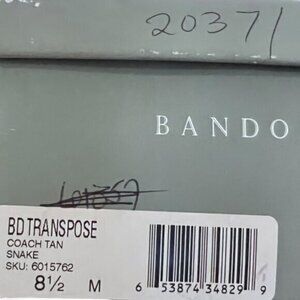 20371
BANDO
BD TRANSPOSE
COACH TAN
SNAKE
SKU: 6015762
8½ M
6 53874 34829 9